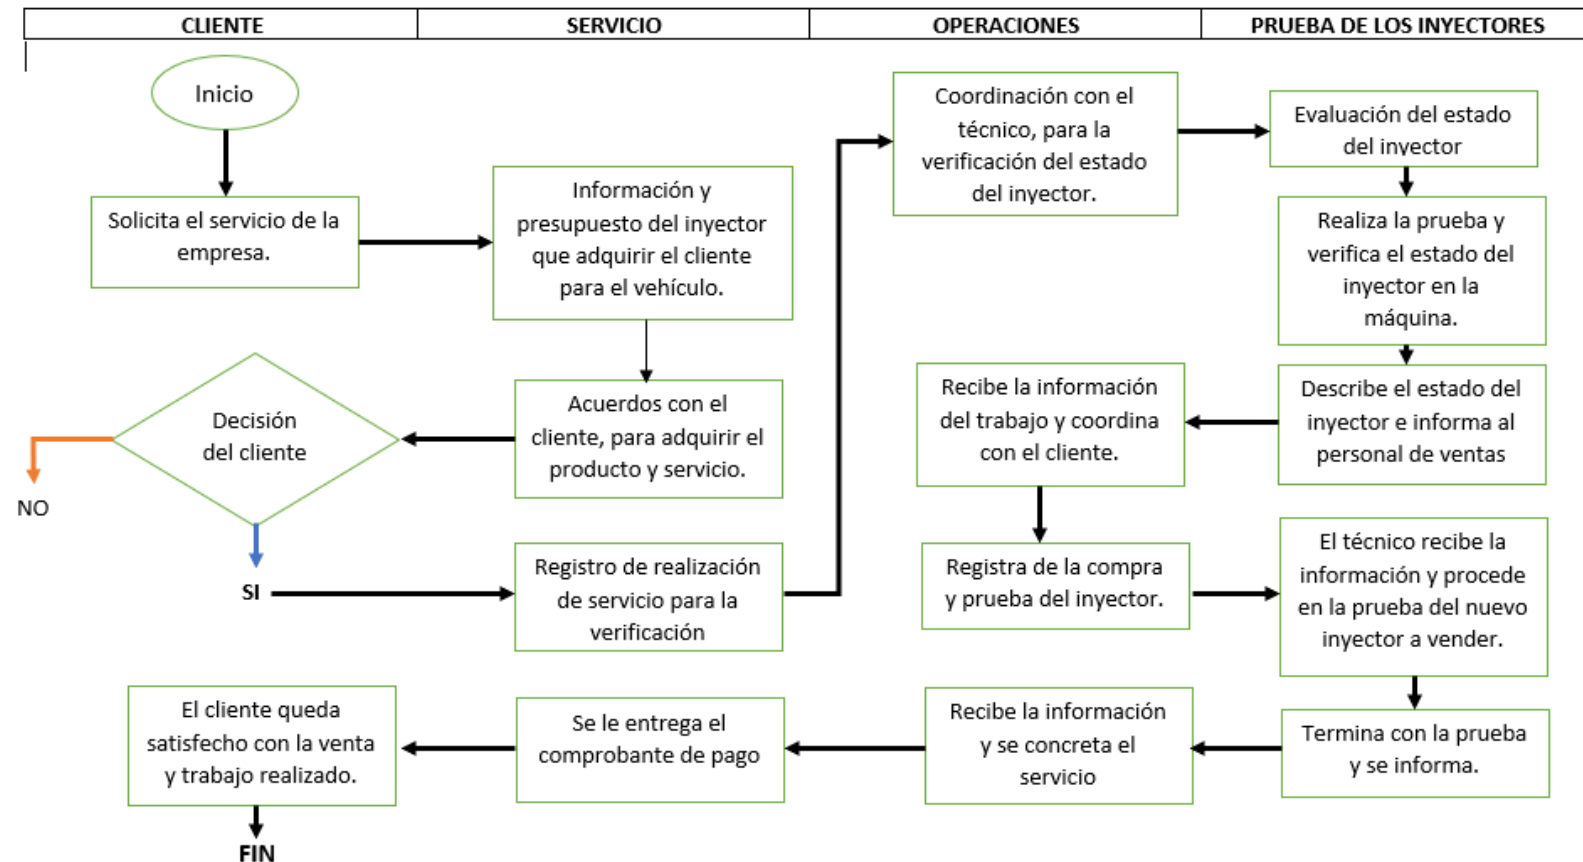 CLIENTE
SERVICIO
OPERACIONES
PRUEBA DE LOS INYECTORES
Inicio
Solicita el servicio de la
empresa.
Información y
presupuesto del inyector
que adquirir el cliente
para el vehículo.
Acuerdos con el
cliente, para adquirir el
producto y servicio.
Decisión
del cliente
NO
SI
Registro de realización
de servicio para la
verificación
Coordinación con el
técnico, para la
verificación del estado
del inyector.
Evaluación del estado
del inyector
Realiza la prueba y
verifica el estado del
inyector en la
máquina.
Describe el estado del
inyector e informa al
personal de ventas
Recibe la información
del trabajo y coordina
con el cliente.
Registra de la compra
y prueba del inyector.
El técnico recibe la
información y procede
en la prueba del nuevo
inyector a vender.
Termina con la prueba
y se informa.
Recibe la información
y se concreta el
servicio
Se le entrega el
comprobante de pago
El cliente queda
satisfecho con la venta
y trabajo realizado.
FIN